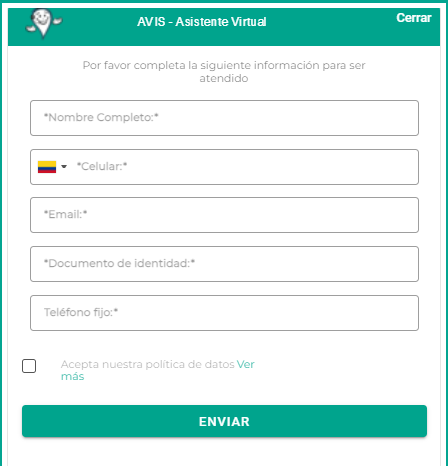 AVIS - Asistente Virtual
Cerrar
Por favor completa la siguiente información para ser
atendido
*Nombre Completo:*
*Celular:*
*Email:*
*Documento de identidad:*
Teléfono fijo:*
Acepta nuestra política de datos Ver
más
ENVIAR